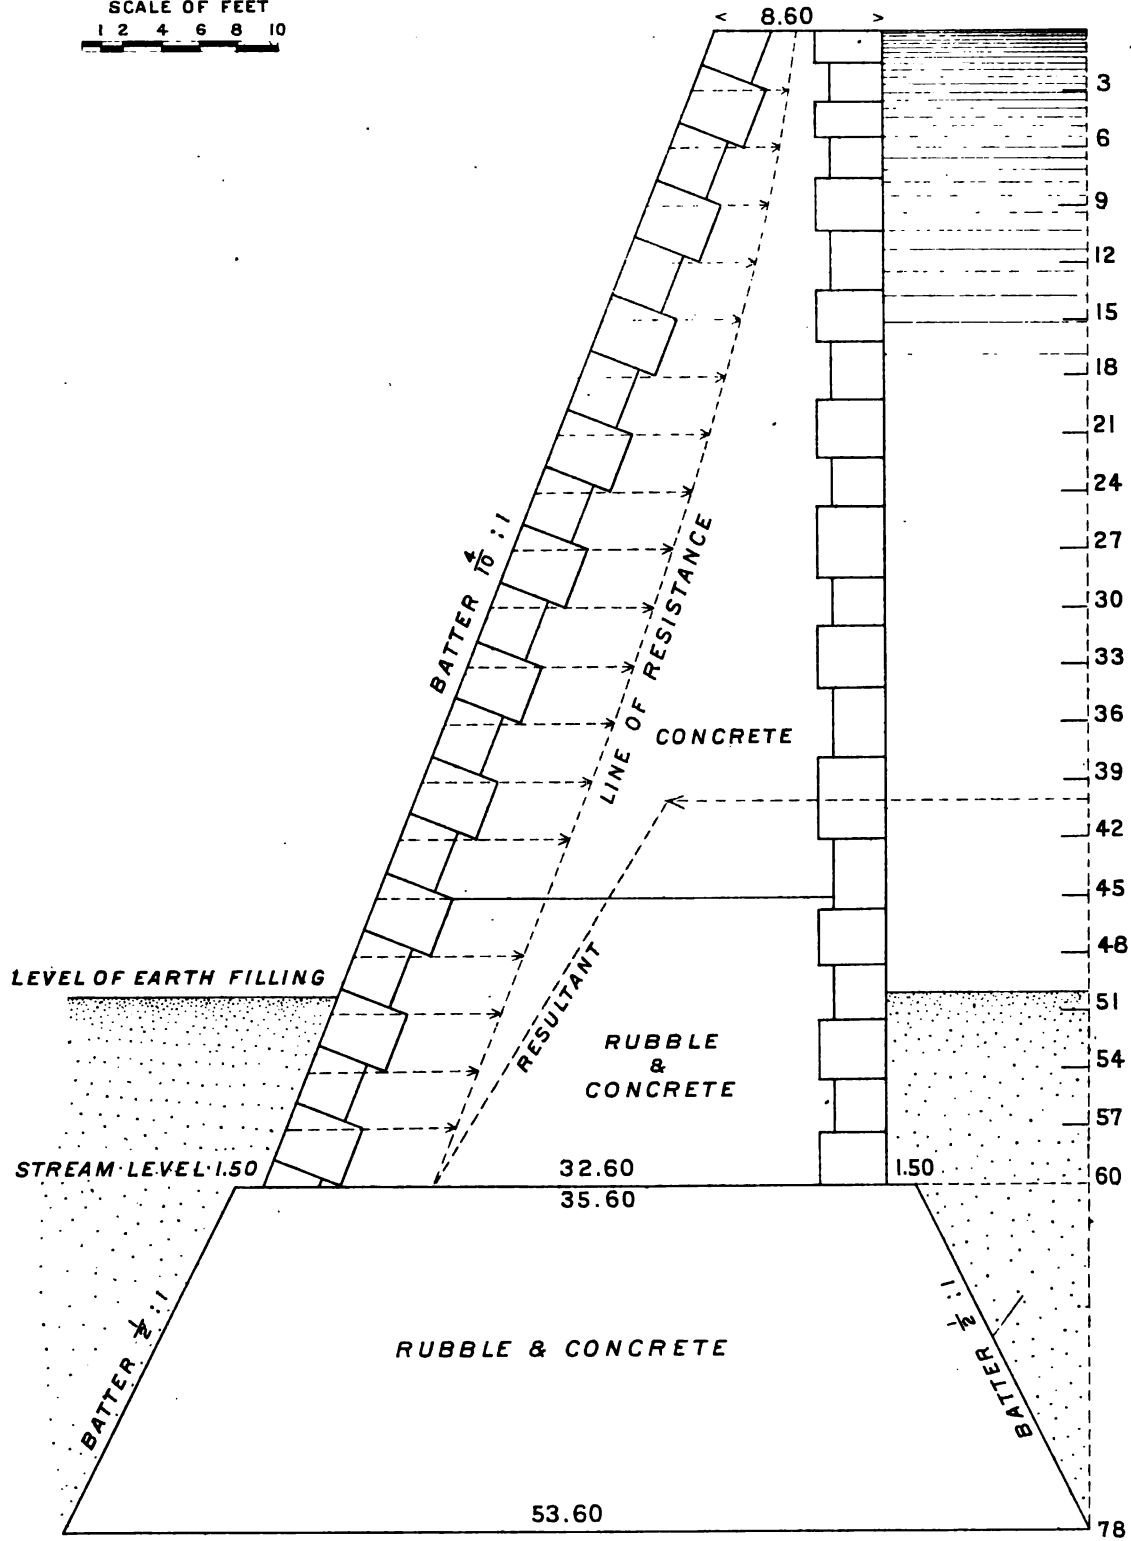 SCALE OF FEET
1 2 4 6 8 10
< 8.60 >
3
6
9
12
15
18
21
24
27
30
33
36
39
42
45
48
51
54
57
60
78
BATTER 4/10 : 1
LINE OF RESISTANCE
CONCRETE
RESULTANT
LEVEL OF EARTH FILLING
RUBBLE
&
CONCRETE
STREAM·LEVEL·1.50
32.60
1.50
35.60
BATTER 1/2 : 1
BATTER 1/2 : 1
RUBBLE & CONCRETE
53.60